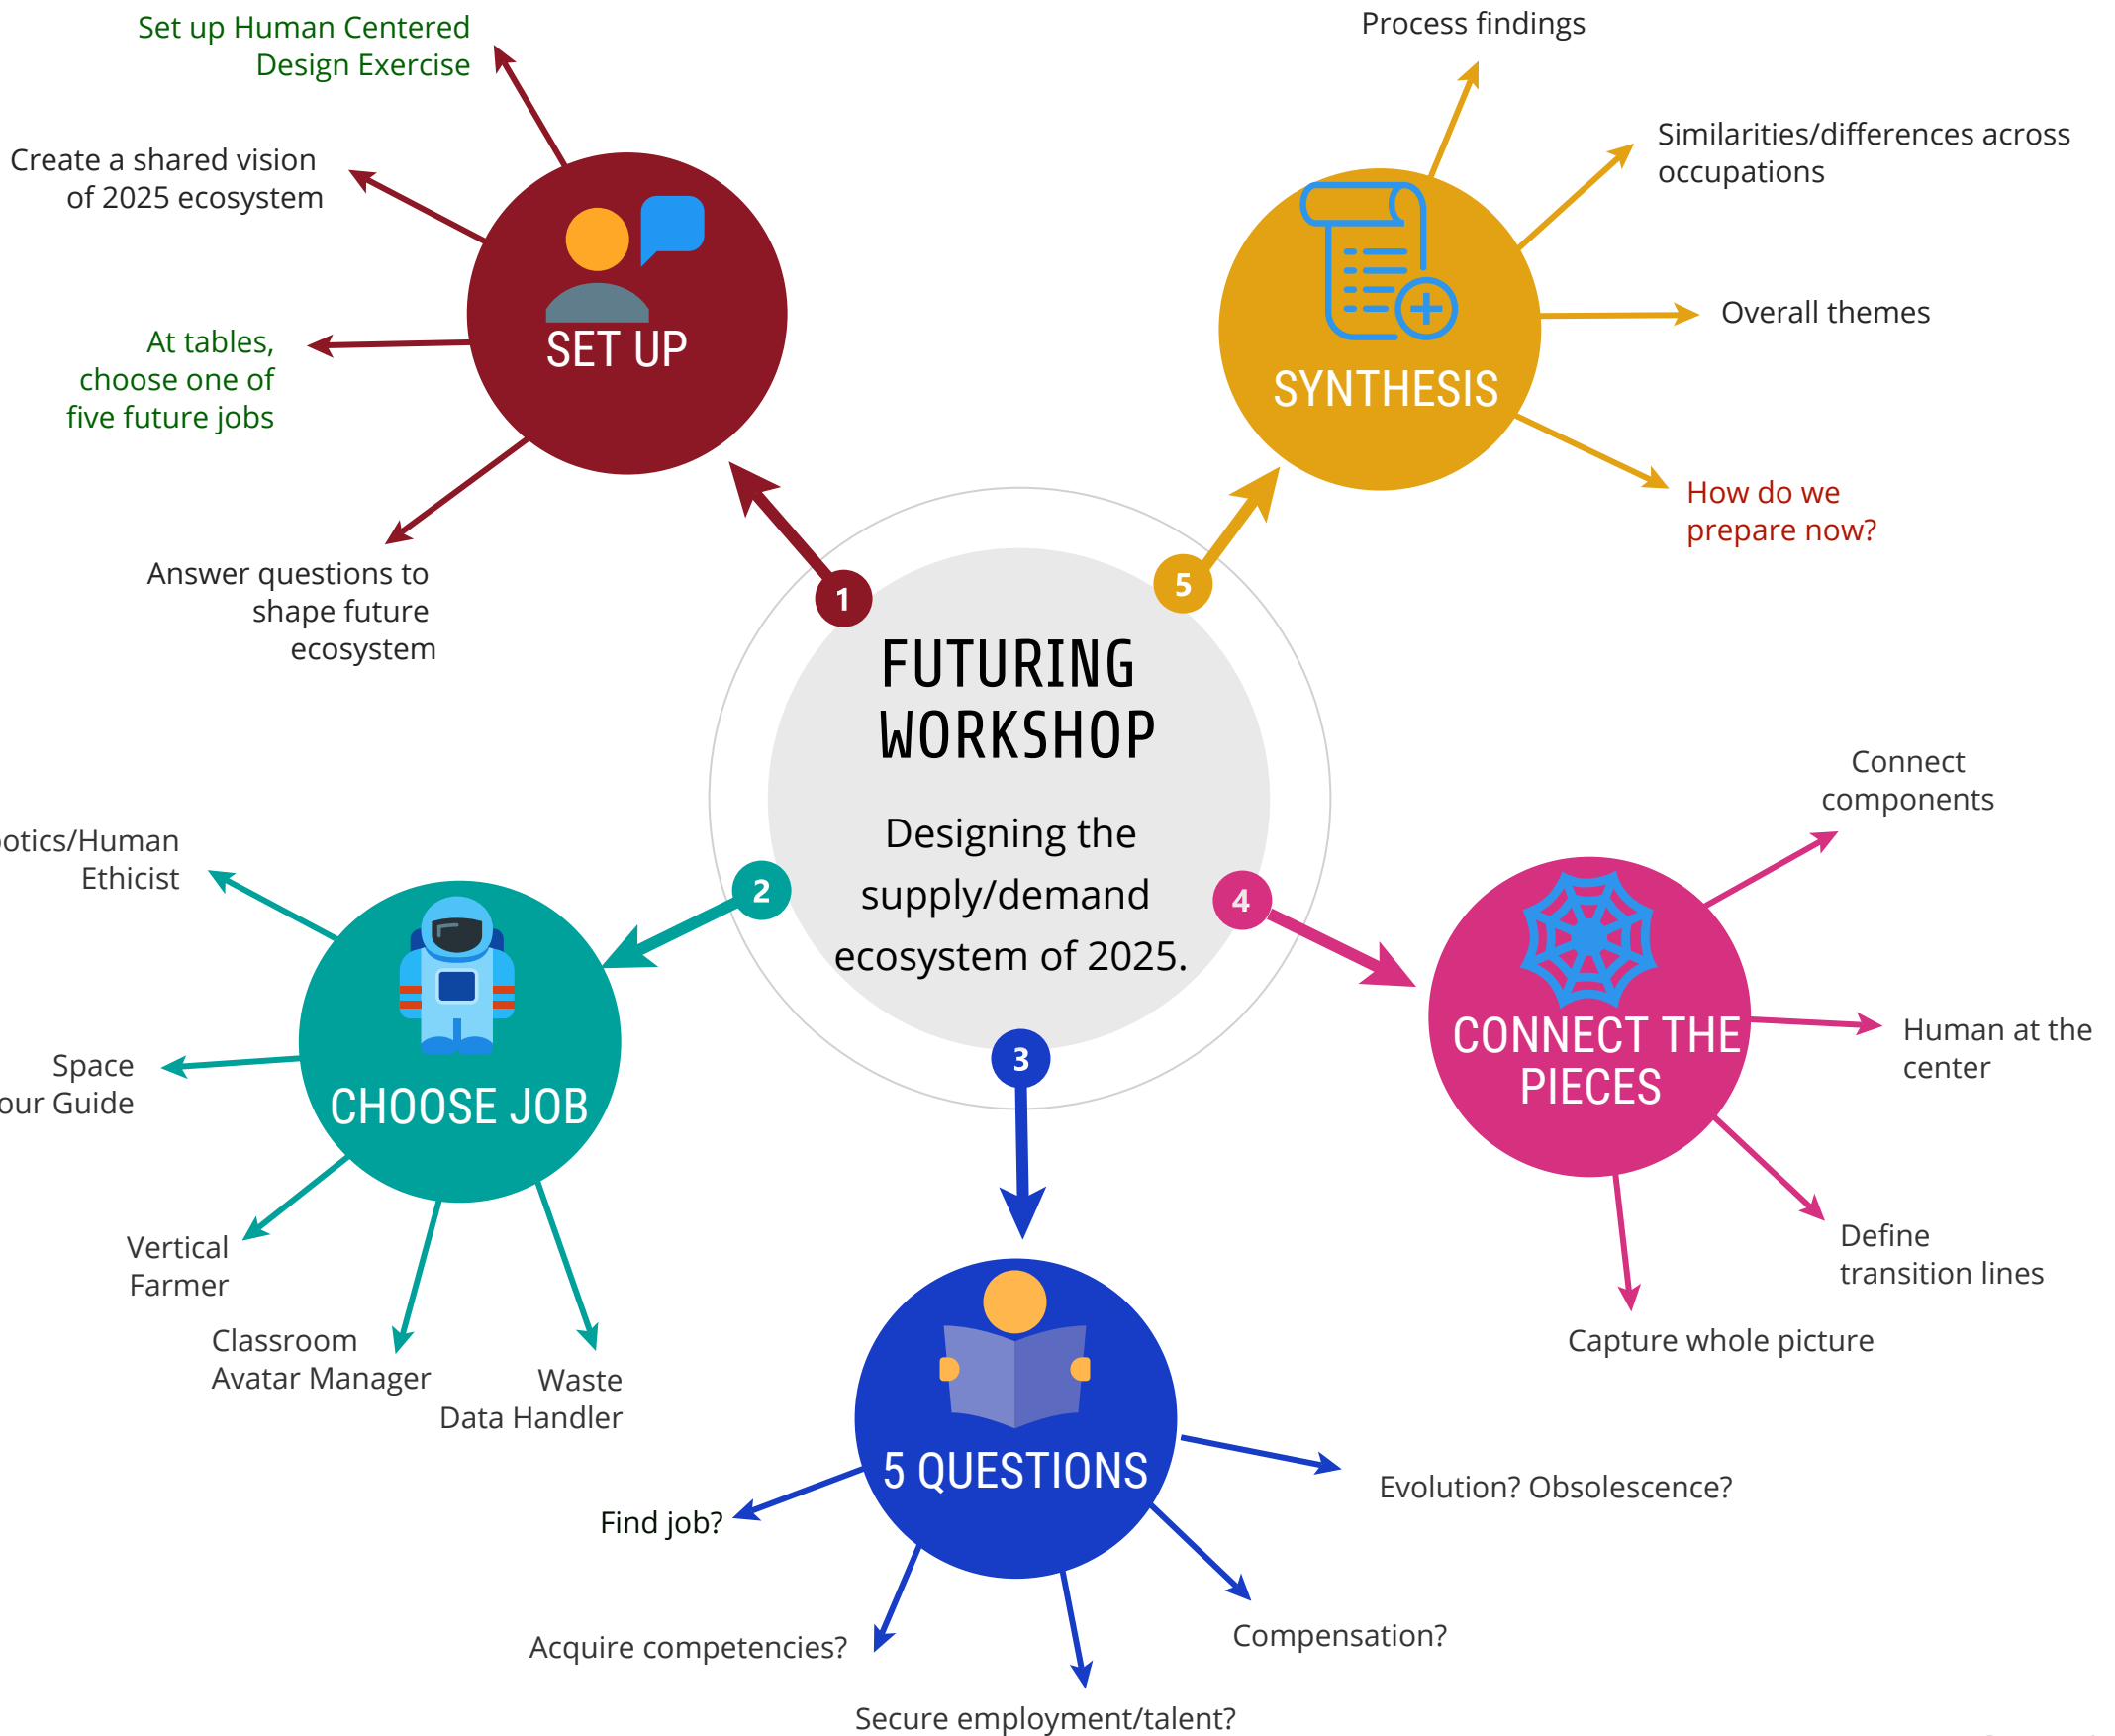 FUTURING
WORKSHOP
Designing the
supply/demand
ecosystem of 2025.
1
SET UP
Set up Human Centered
Design Exercise
Create a shared vision
of 2025 ecosystem
At tables,
choose one of
five future jobs
Answer questions to
shape future
ecosystem
2
CHOOSE JOB
otics/Human
Ethicist
Space
our Guide
Vertical
Farmer
Classroom
Avatar Manager
Waste
Data Handler
3
5 QUESTIONS
Find job?
Acquire competencies?
Secure employment/talent?
Compensation?
Evolution? Obsolescence?
4
CONNECT THE
PIECES
Connect
components
Human at the
center
Define
transition lines
Capture whole picture
5
SYNTHESIS
Process findings
Similarities/differences across
occupations
Overall themes
How do we
prepare now?